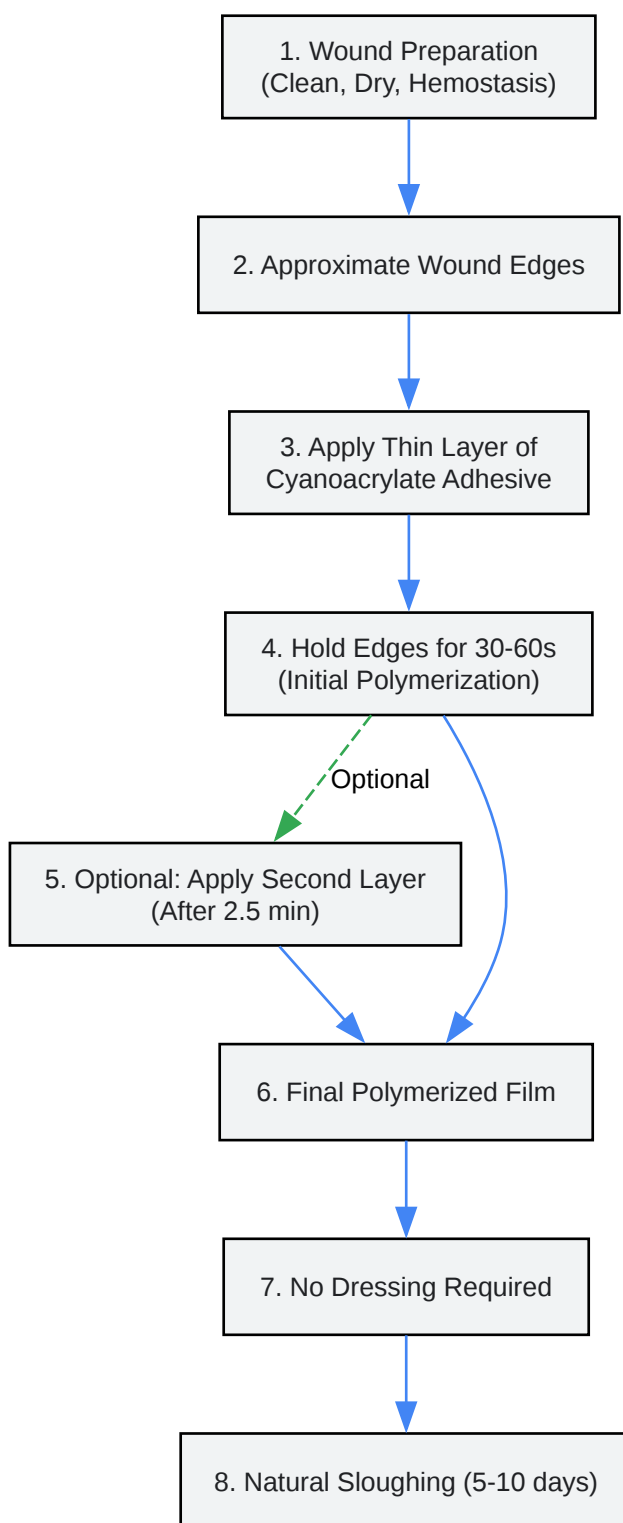 1. Wound Preparation
(Clean, Dry, Hemostasis)
2. Approximate Wound Edges
3. Apply Thin Layer of
Cyanoacrylate Adhesive
4. Hold Edges for 30-60s
(Initial Polymerization)
Optional
5. Optional: Apply Second Layer
(After 2.5 min)
6. Final Polymerized Film
7. No Dressing Required
8. Natural Sloughing (5-10 days)